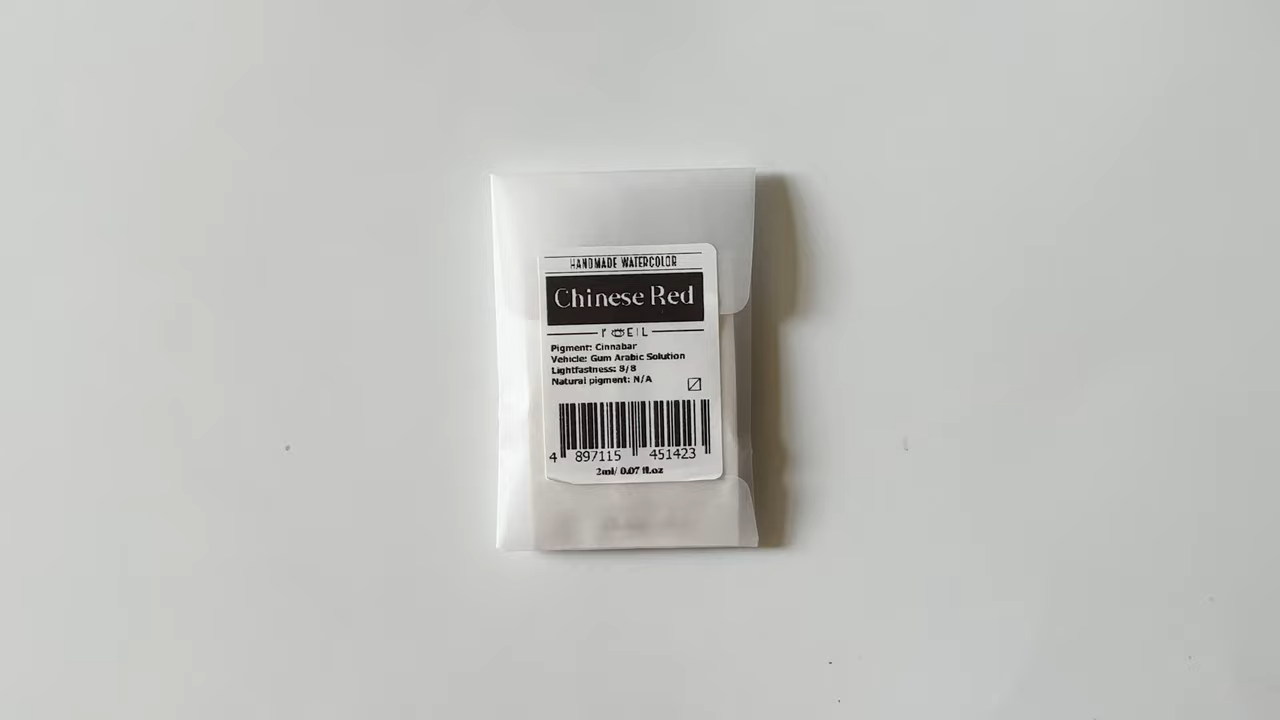 HANDMADE WATERCOLOR
Chinese Red
Pigment: Cinnabar
Vehicle: Gum Arabic Solution
Lightfastness: 8/8
Natural pigment: N/A
4 897115 451423
2ml/ 0.07 fl.oz